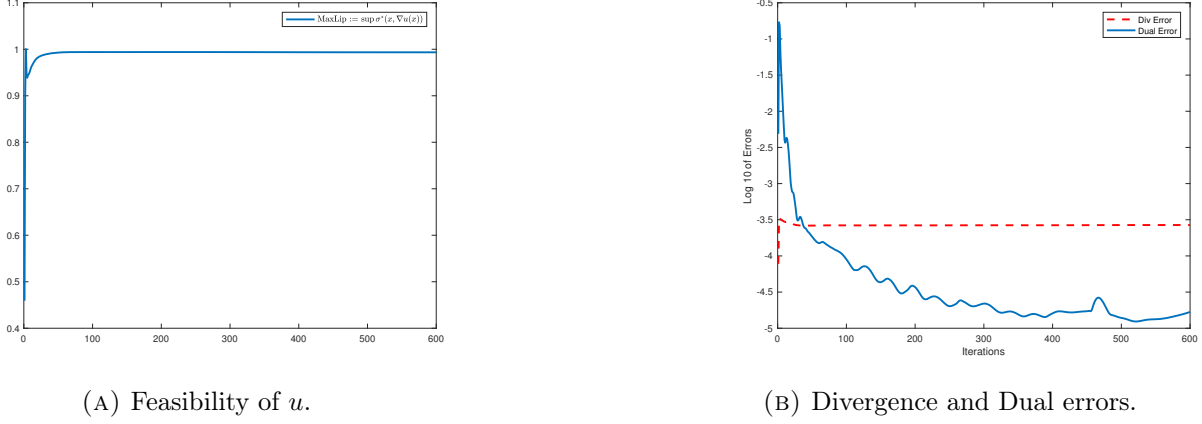 1.1
1
0.9
0.8
0.7
0.6
0.5
0.4
0 100 200 300 400 500 600
MaxLip := sup σ*(x, ∇u(x))
(A) Feasibility of u.
-0.5
-1
-1.5
-2
-2.5
-3
-3.5
-4
-4.5
-5
Log 10 of Errors
Div Error
Dual Error
0 100 200 300 400 500 600
Iterations
(B) Divergence and Dual errors.